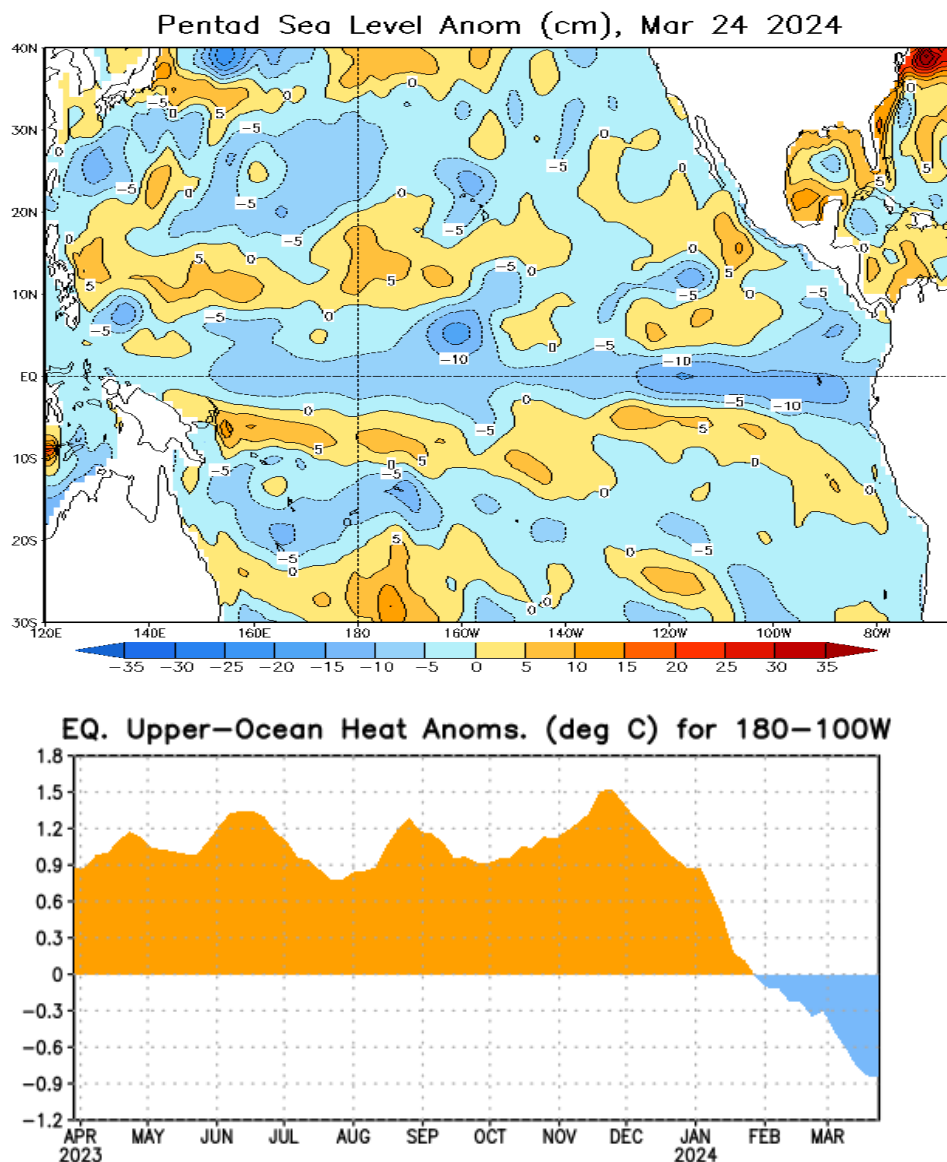 Pentad Sea Level Anom (cm), Mar 24 2024
40N
30N
20N
10N
EQ
10S
20S
30S
120E 140E 160E 180 160W 140W 120W 100W 80W
-35 -30 -25 -20 -15 -10 -5 0 5 10 15 20 25 30 35
EQ. Upper-Ocean Heat Anoms. (deg C) for 180-100W
1.8
1.5
1.2
0.9
0.6
0.3
0
-0.3
-0.6
-0.9
-1.2
APR MAY JUN JUL AUG SEP OCT NOV DEC JAN FEB MAR
2023 2024